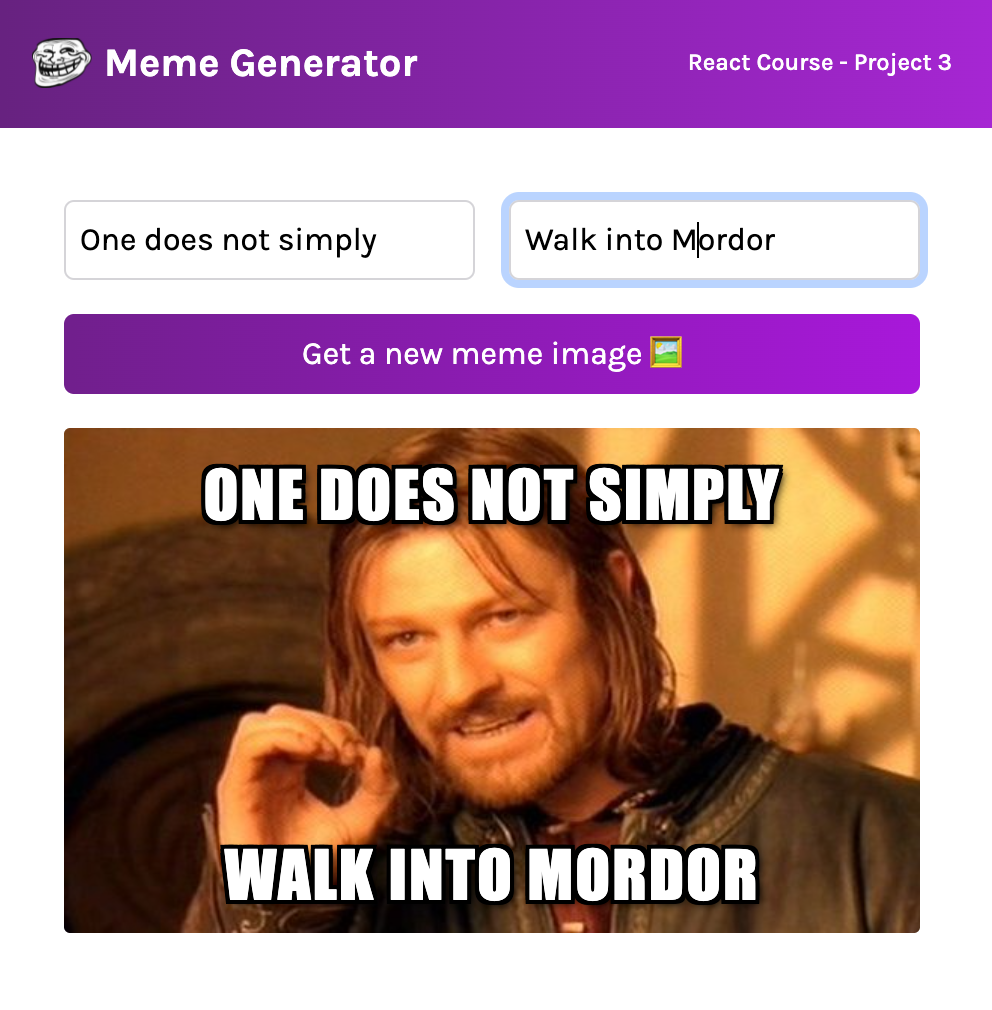 Meme Generator
React Course - Project 3
One does not simply
Walk into Mordor
Get a new meme image
ONE DOES NOT SIMPLY
WALK INTO MORDOR